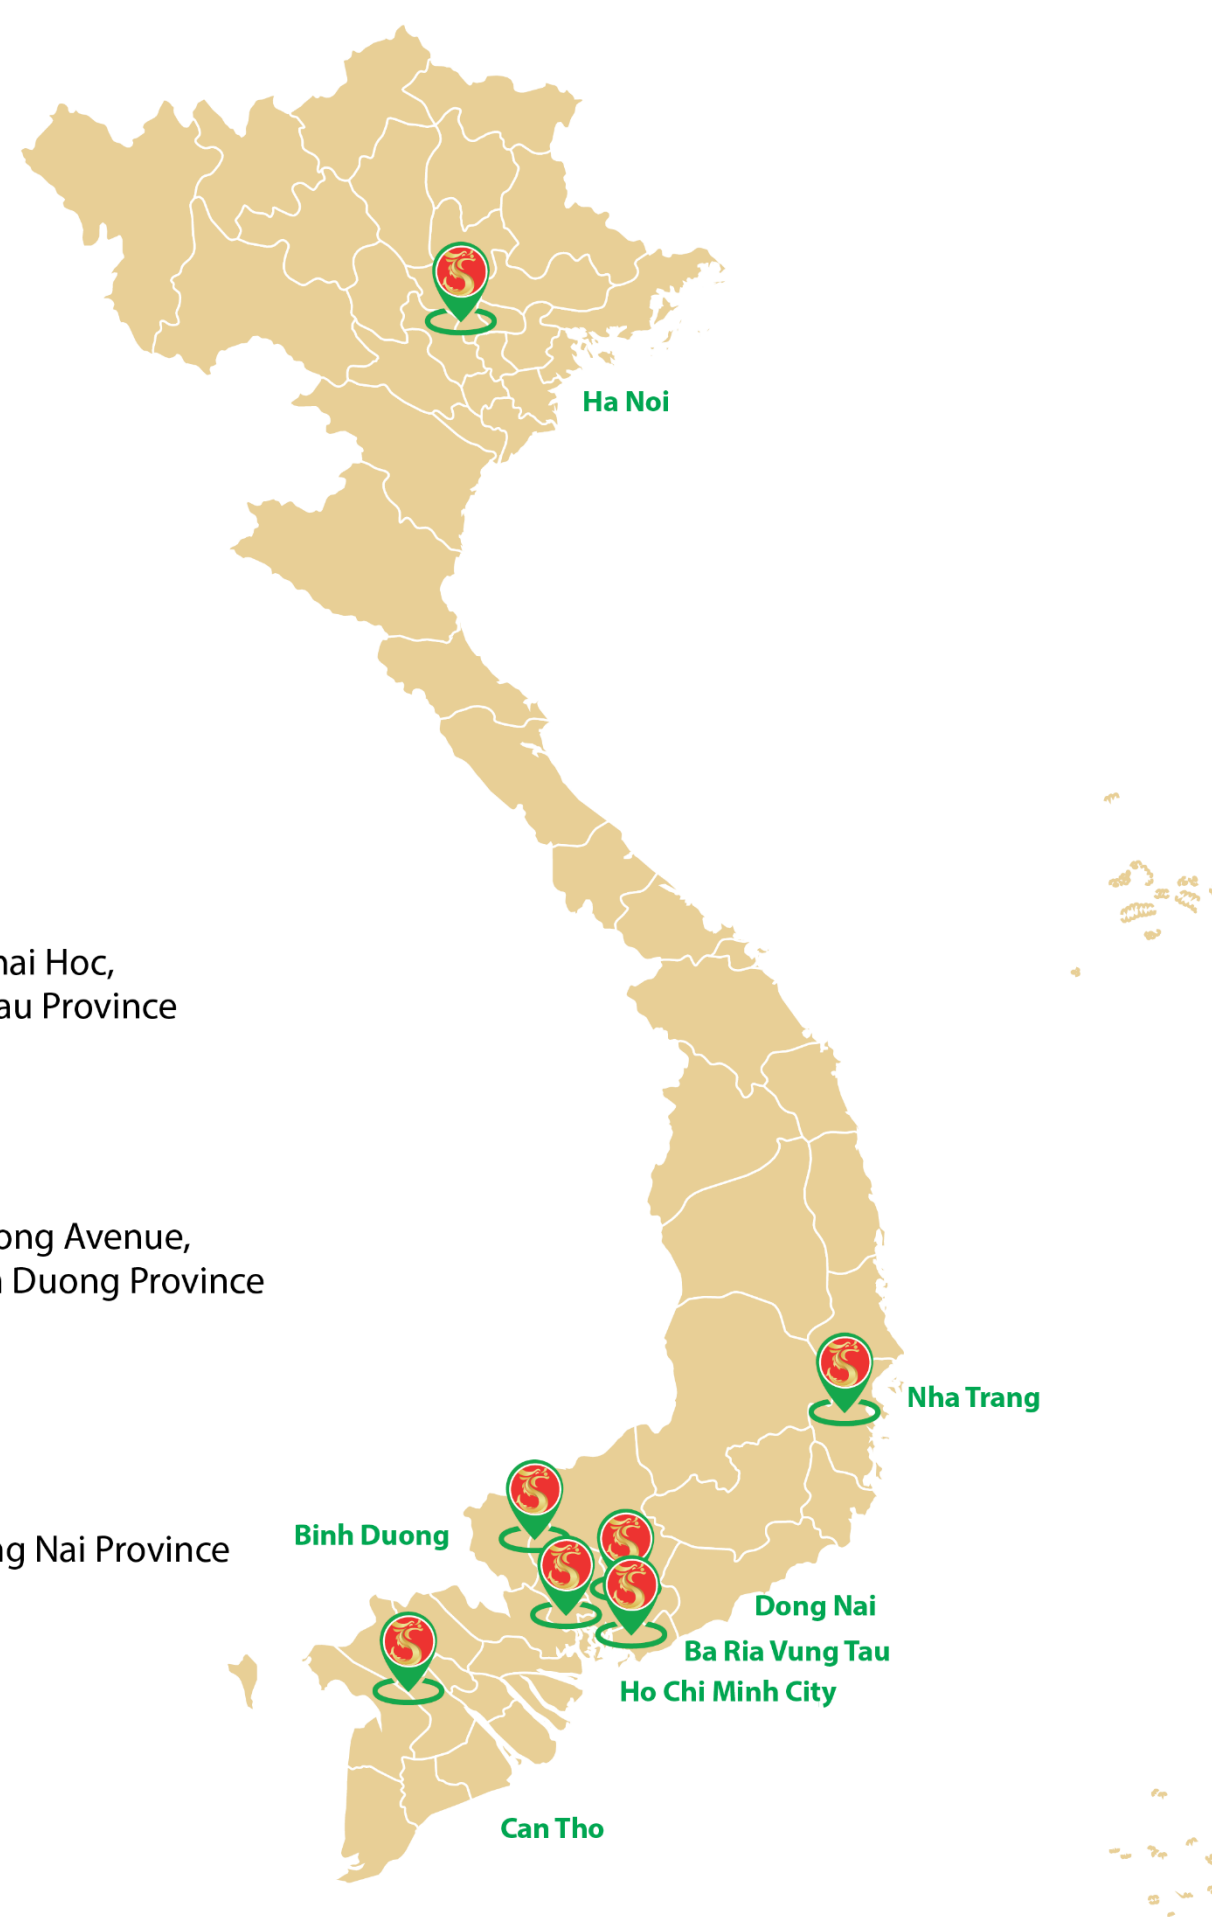 Ha Noi
hai Hoc,
au Province
ong Avenue,
Duong Province
Nha Trang
Binh Duong
ng Nai Province
Dong Nai
Ba Ria Vung Tau
Ho Chi Minh City
Can Tho